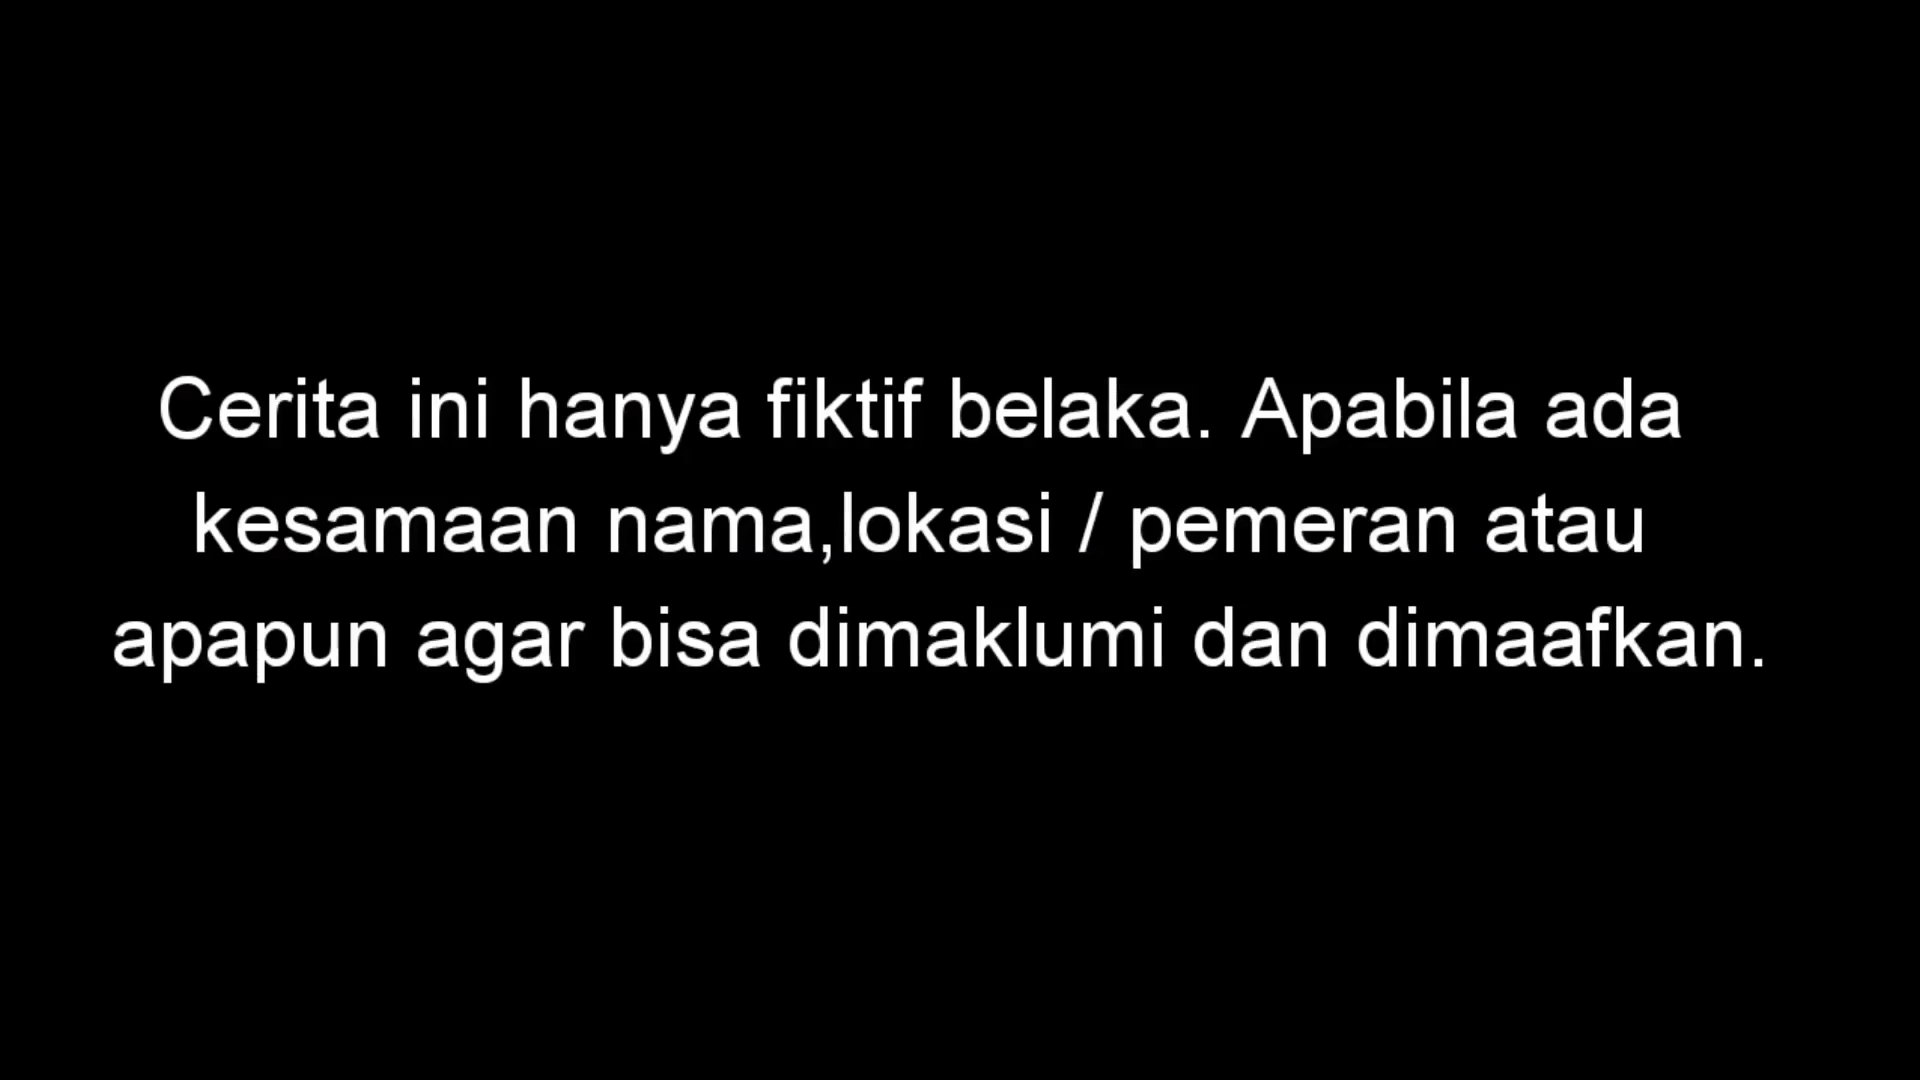 Cerita ini hanya fiktif belaka. Apabila ada
kesamaan nama,lokasi / pemeran atau
apapun agar bisa dimaklumi dan dimaafkan.